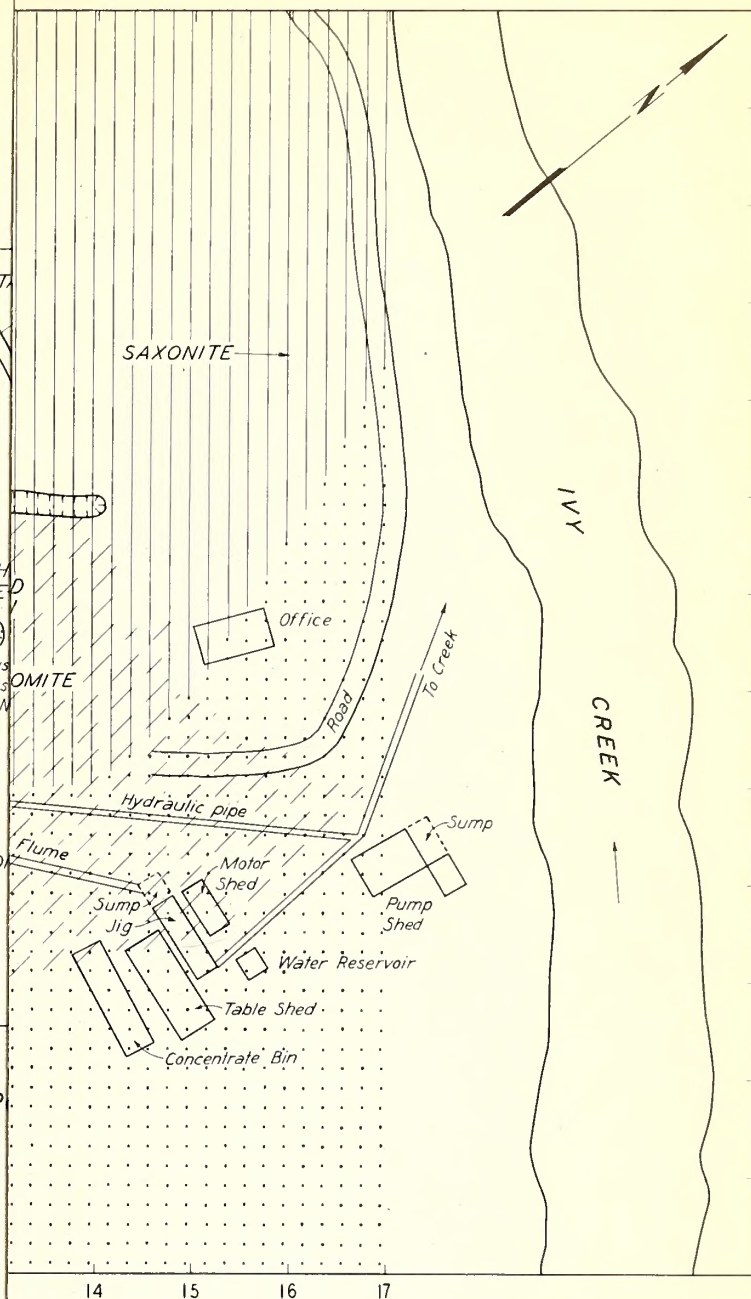 N
SAXONITE
IVY
Office
To Creek
Road
OMITE
CREEK
Hydraulic pipe
Flume
Sump
Motor
Shed
Sump
Jig
Pump
Shed
Water Reservoir
Table Shed
Concentrate Bin
14 15 16 17